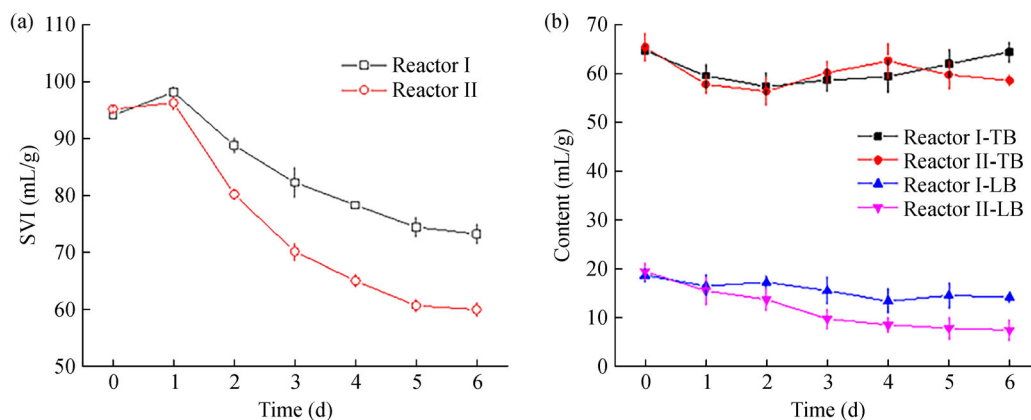 (a)
110
100
90
80
70
60
50
SVI (mL/g)
0 1 2 3 4 5 6
Time (d)
Reactor I
Reactor II
(b)
70
60
50
40
30
20
10
0
Content (mL/g)
0 1 2 3 4 5 6
Time (d)
Reactor I-TB
Reactor II-TB
Reactor I-LB
Reactor II-LB